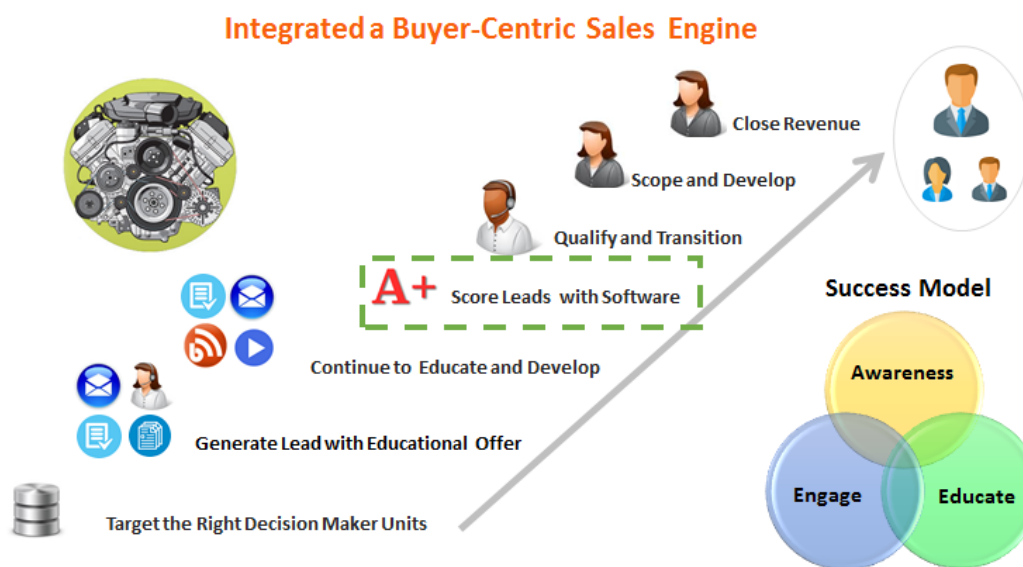 Integrated a Buyer-Centric Sales Engine
Close Revenue
Scope and Develop
Qualify and Transition
A+ Score Leads with Software
Continue to Educate and Develop
Generate Lead with Educational Offer
Target the Right Decision Maker Units
Success Model
Awareness
Engage
Educate